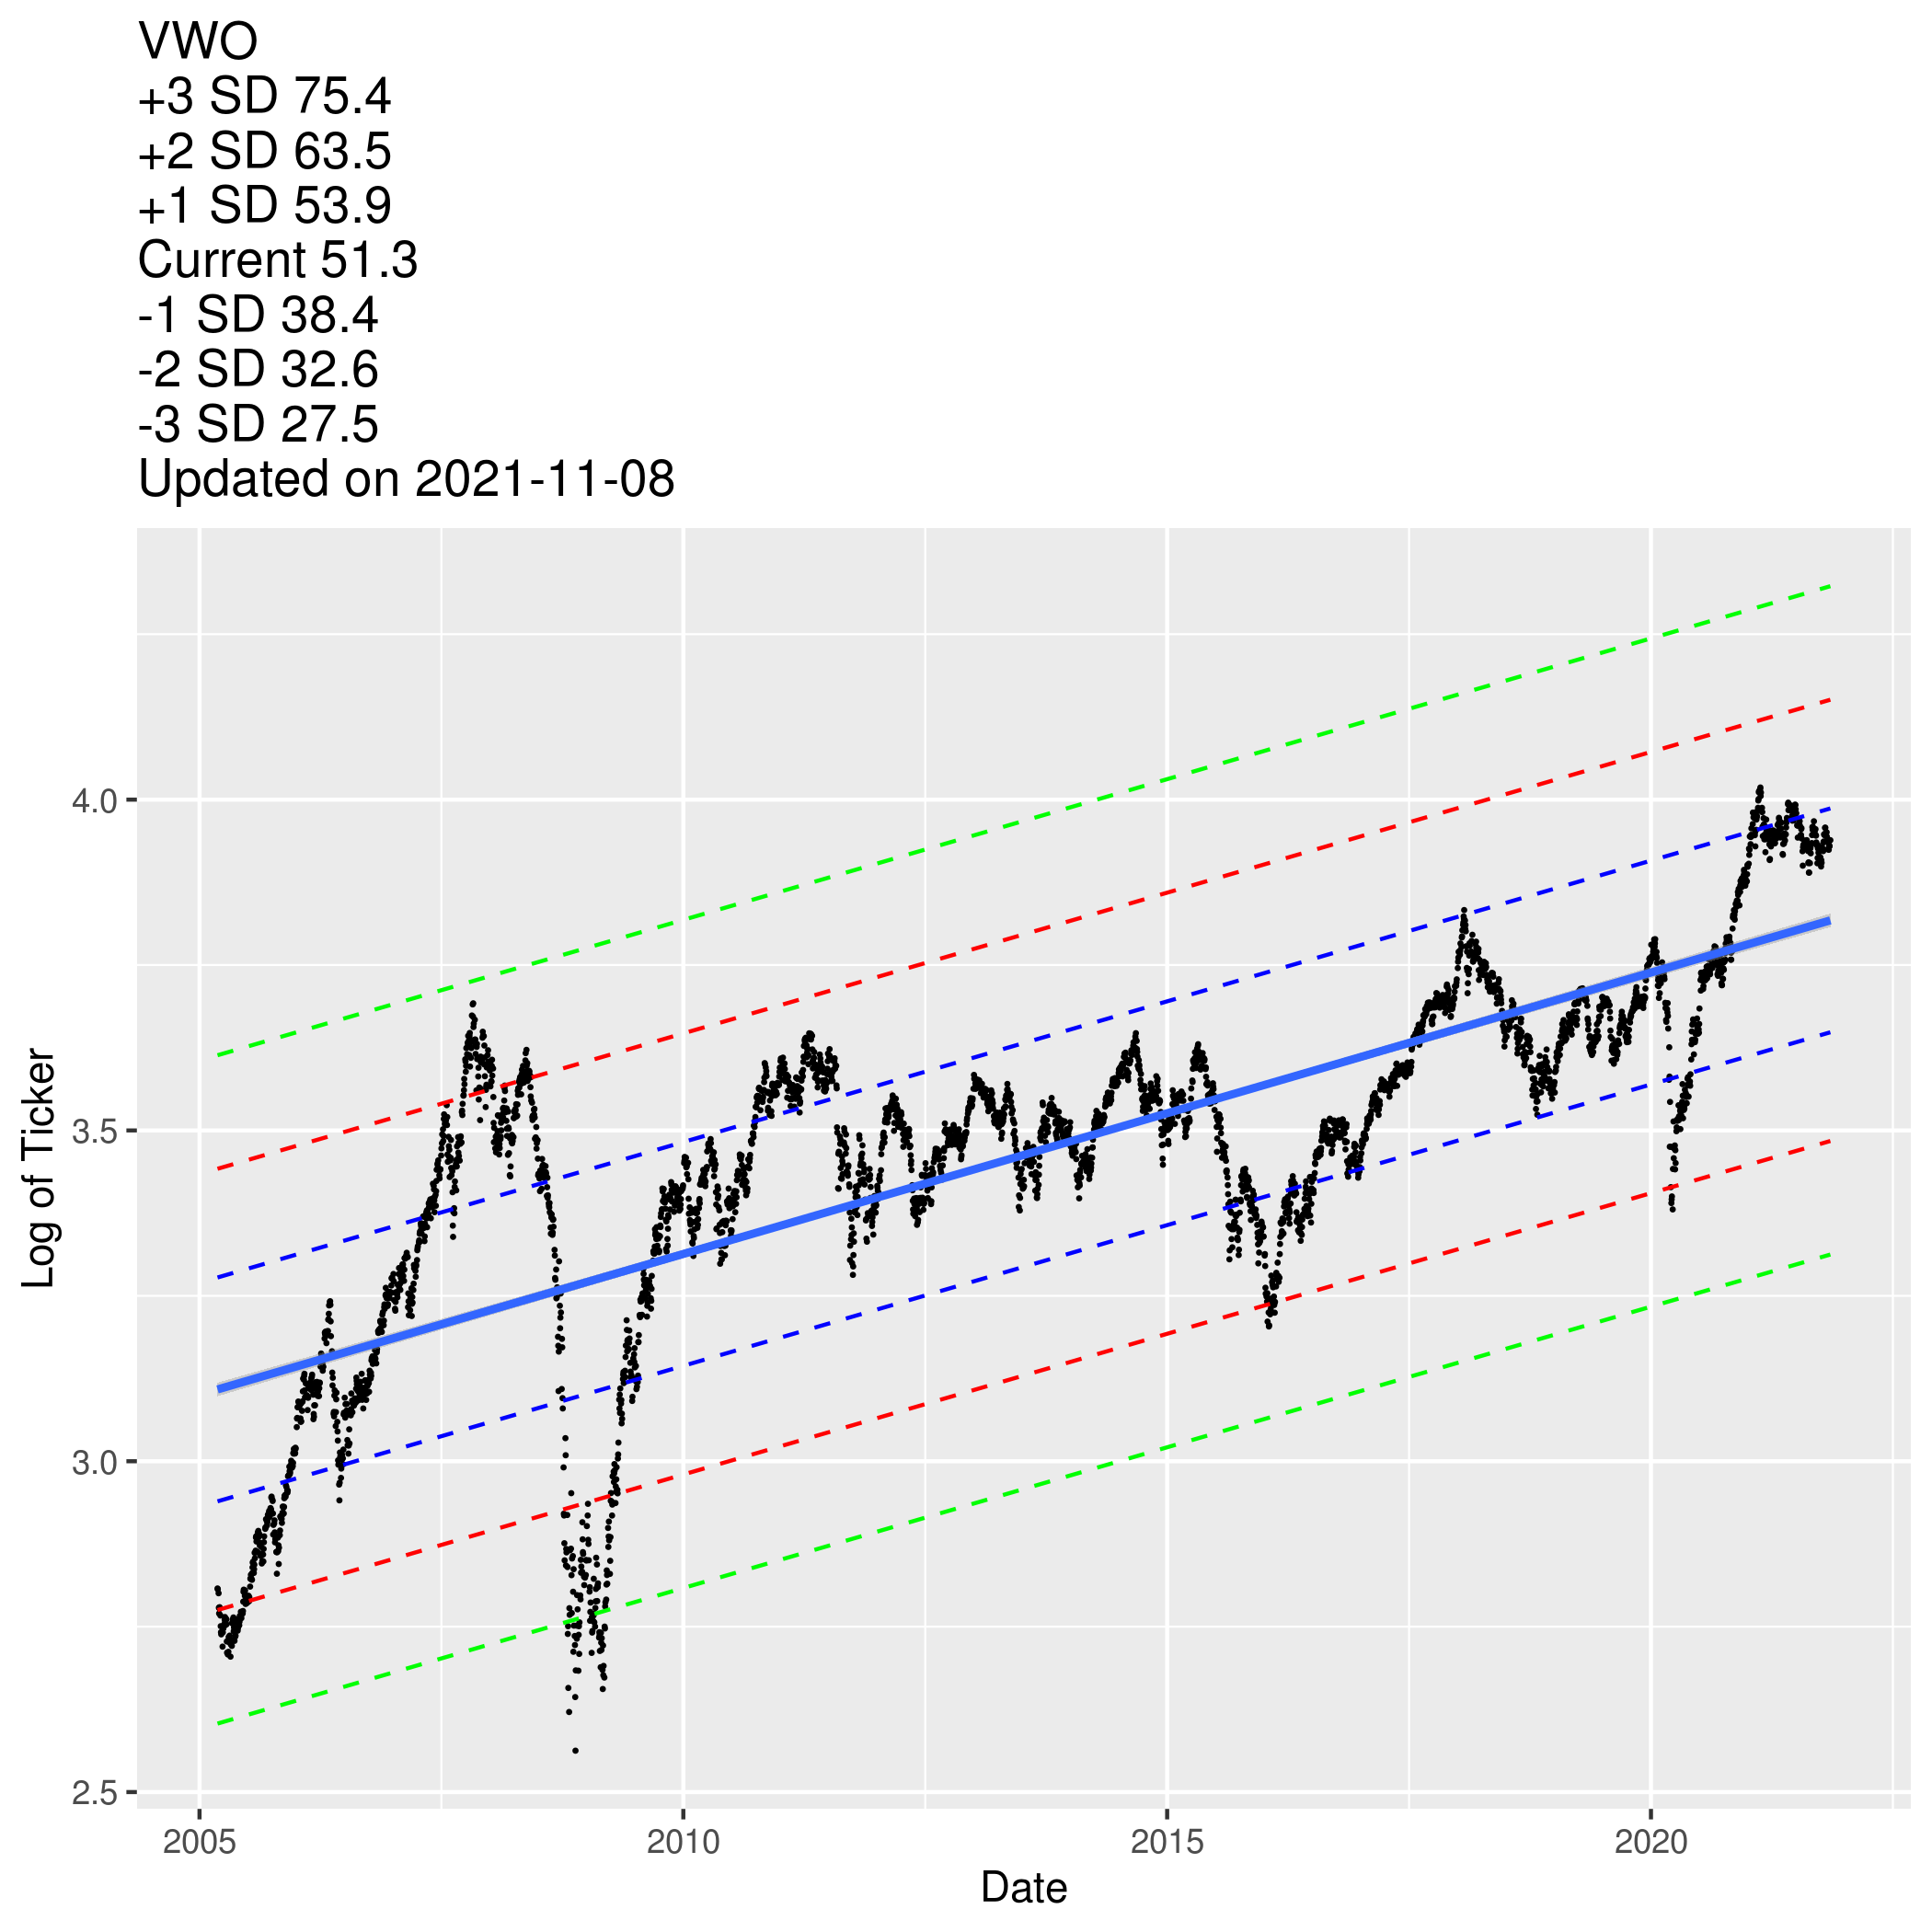 VWO
+3 SD 75.4
+2 SD 63.5
+1 SD 53.9
Current 51.3
-1 SD 38.4
-2 SD 32.6
-3 SD 27.5
Updated on 2021-11-08
4.0
3.5
3.0
2.5
Log of Ticker
2005
2010
2015
2020
Date